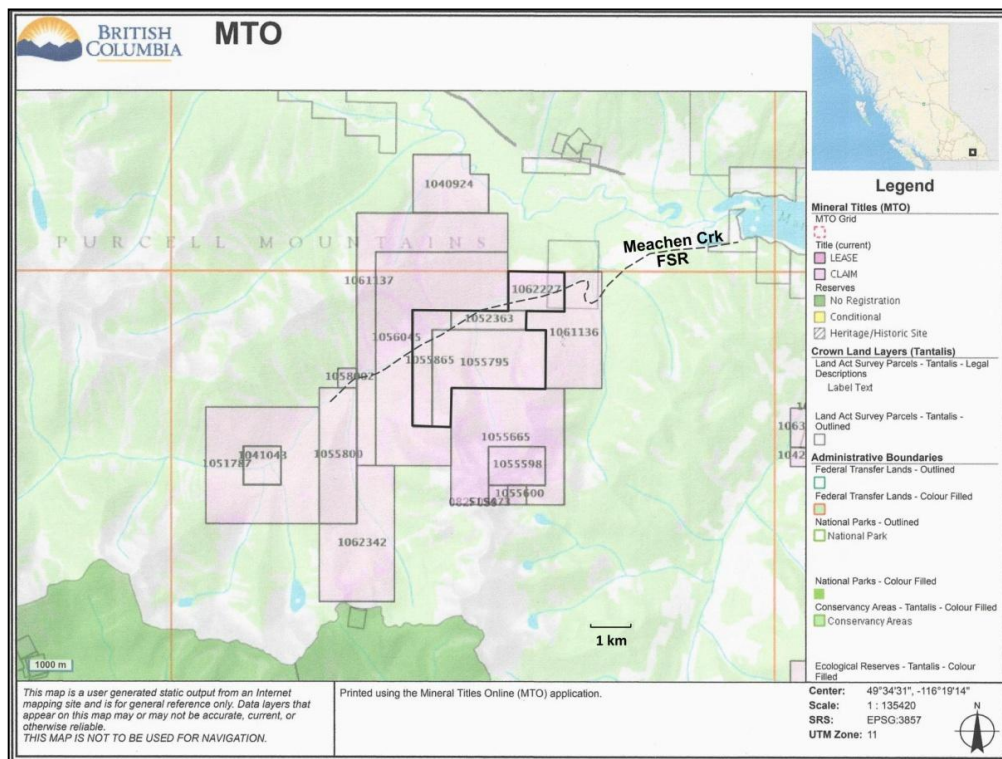 BRITISH
COLUMBIA
MTO
1040924
PURCELL MOUNTAINS
Meachen Crk
FSR
1061137
1062227
1052363
1056045
1061136
1055865
1055795
1058002
1055665
1041043
1051787
1055800
1055598
1055600
1062342
1 km
1000 m
Legend
Mineral Titles (MTO)
MTO Grid
Title (current)
LEASE
CLAIM
Reserves
No Registration
Conditional
Heritage/Historic Site
Crown Land Layers (Tantalis)
Land Act Survey Parcels - Tantalis - Legal
Descriptions
Label Text
Land Act Survey Parcels - Tantalis -
Outlined
Administrative Boundaries
Federal Transfer Lands - Outlined
Federal Transfer Lands - Colour Filled
National Parks - Outlined
National Park
National Parks - Colour Filled
Conservancy Areas - Tantalis - Colour Filled
Conservancy Areas
Ecological Reserves - Tantalis - Colour
Filled
This map is a user generated static output from an Internet
mapping site and is for general reference only. Data layers that
appear on this map may or may not be accurate, current, or
otherwise reliable.
THIS MAP IS NOT TO BE USED FOR NAVIGATION.
Printed using the Mineral Titles Online (MTO) application.
Center: 49°34'31", -116°19'14"
Scale: 1 : 135420
SRS: EPSG:3857
UTM Zone: 11
N